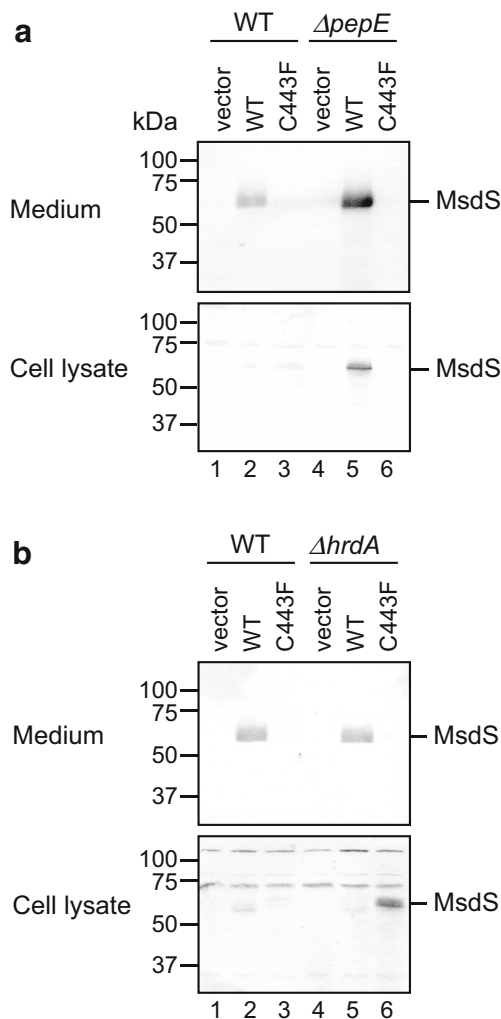 a
WT ΔpepE
vector WT C443F vector WT C443F
kDa
Medium
100
75
50
37
MsdS
Cell lysate
100
75
50
37
MsdS
1 2 3 4 5 6
b
WT ΔhrdA
vector WT C443F vector WT C443F
Medium
100
75
50
37
MsdS
Cell lysate
100
75
50
37
MsdS
1 2 3 4 5 6